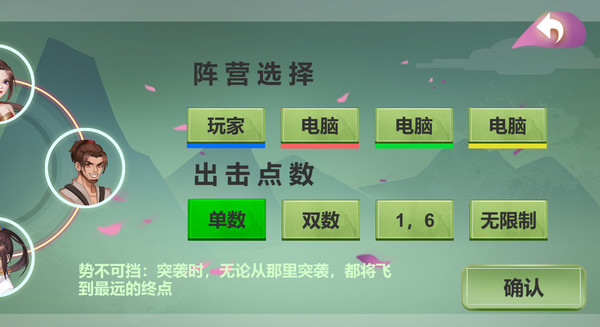 阵营选择
玩家 电脑 电脑 电脑
出击点数
单数 双数 1，6 无限制
势不可挡：突袭时，无论从那里突袭，都将飞
到最远的终点
确认